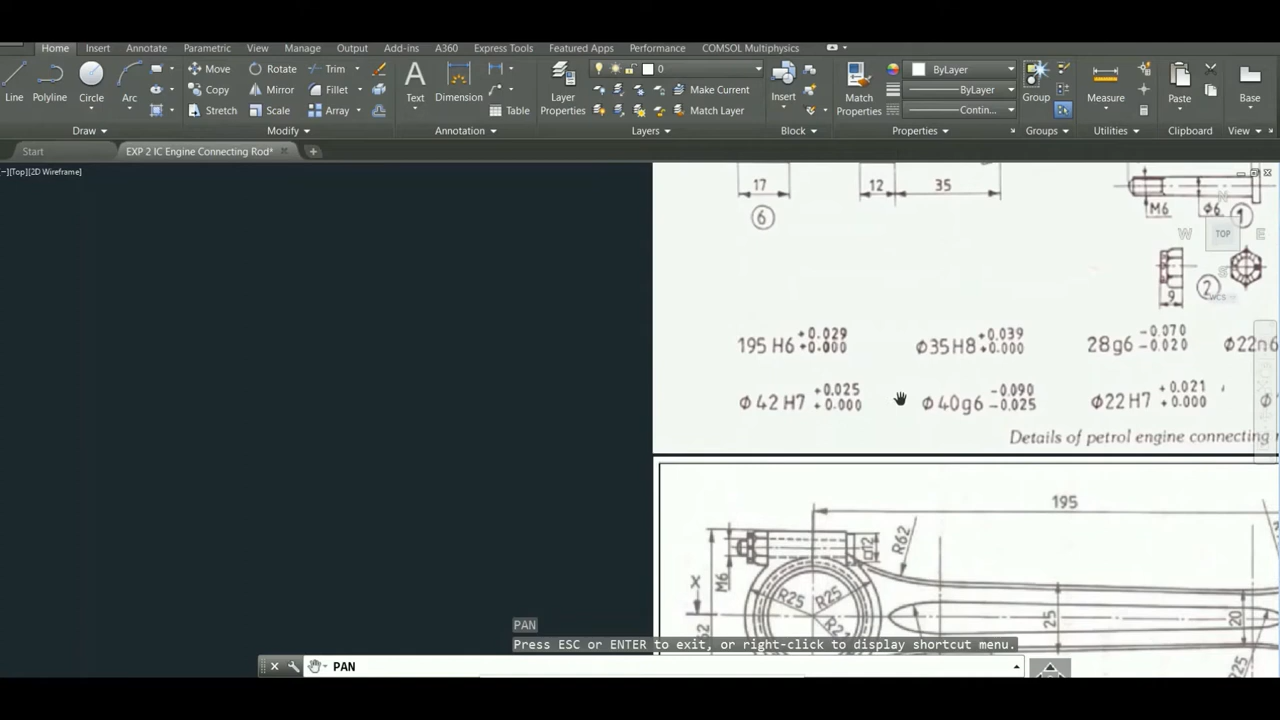 Home Insert Annotate Parametric View Manage Output Add-ins A360 Express Tools Featured Apps Performance COMSOL Multiphysics
Line Polyline Circle Arc
Move Rotate Trim
Copy Mirror Fillet
Stretch Scale Array
Text Dimension Table
Layer Properties
0
Make Current
Match Layer
Insert
Match Properties
ByLayer
ByLayer
Contin...
Group
Measure
Paste
Base
Draw Modify Annotation Layers Block Properties Groups Utilities Clipboard View
Start EXP 2 IC Engine Connecting Rod*
[Top][2D Wireframe]
17 12 35
6
M6 Φ6 1
N
W TOP E
S
2
9 WCS
195 H6 +0.029 +0.000 Φ35H8 +0.039 +0.000 28g6 -0.070 -0.020 Φ22n6
Φ 42 H7 +0.025 +0.000 Φ 40g6 -0.090 -0.025 Φ22 H7 +0.021 +0.000
Details of petrol engine connecting
195
M6 X □12 R62
R25 R25 25 20
R25
PAN
Press ESC or ENTER to exit, or right-click to display shortcut menu.
PAN